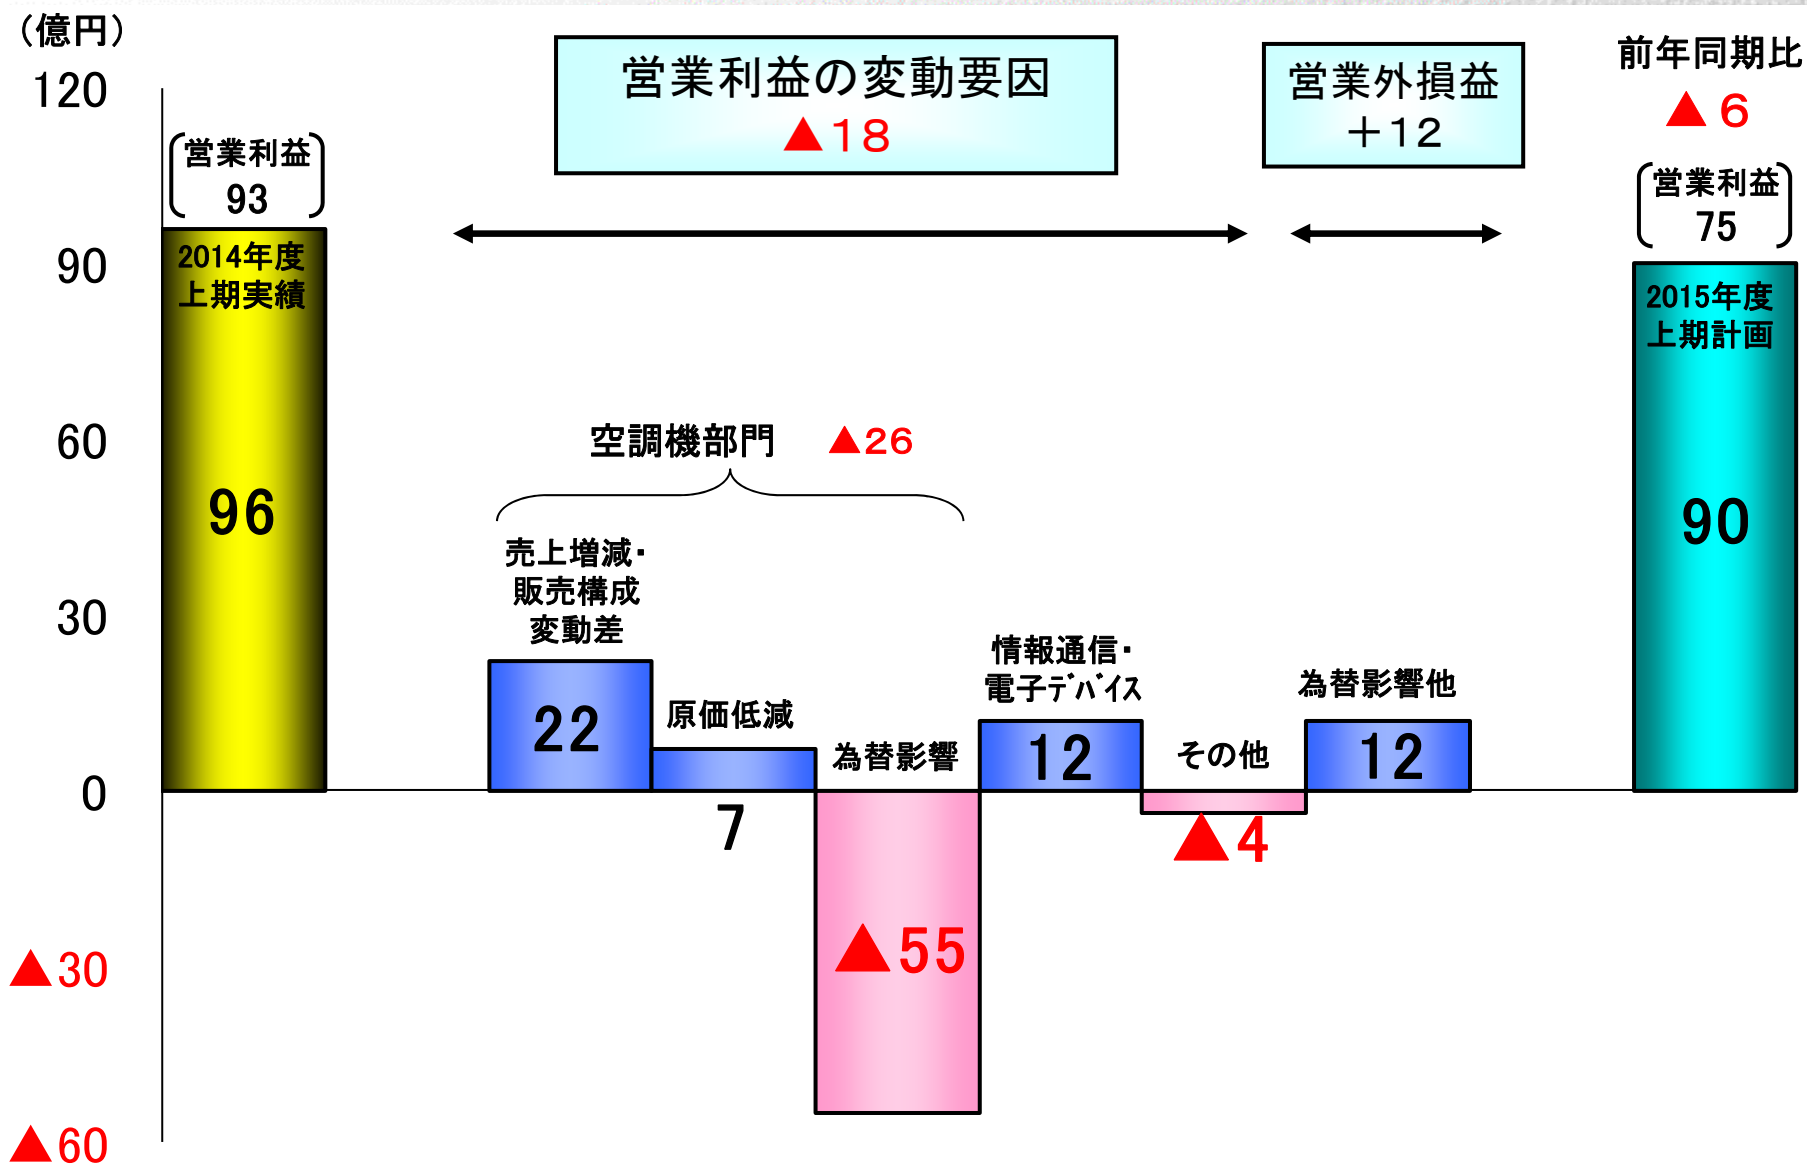 （億円）
120
90
60
30
0
▲30
▲60
営業利益
93
2014年度
上期実績
96
営業利益の変動要因
▲18
営業外損益
＋12
前年同期比
▲6
営業利益
75
2015年度
上期計画
90
空調機部門 ▲26
売上増減・
販売構成
変動差
22
原価低減
7
為替影響
▲55
情報通信・
電子ﾃﾞﾊﾞｲｽ
12
その他
▲4
為替影響他
12